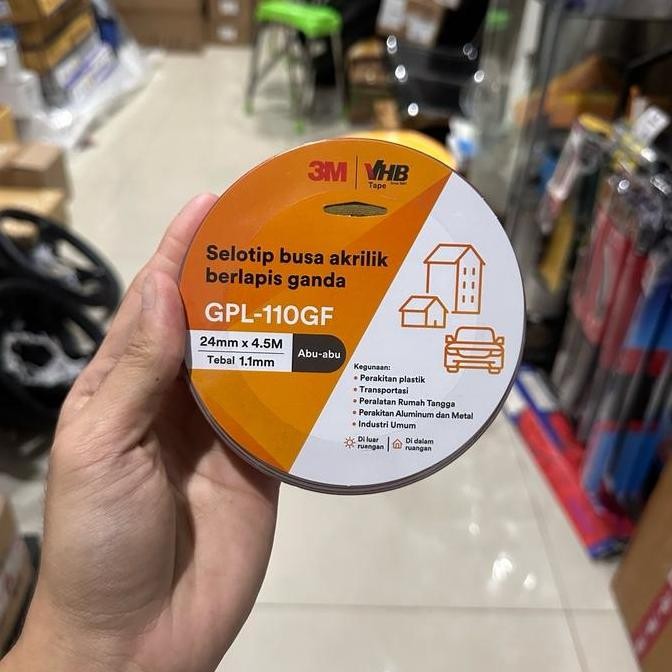 3M VHB
Tape
Selotip busa akrilik
berlapis ganda
GPL-110GF
24mm x 4.5M
Tebal 1.1mm
Abu-abu
Kegunaan:
• Perakitan plastik
• Transportasi
• Peralatan Rumah Tangga
• Perakitan Aluminum dan Metal
• Industri Umum
Di luar
ruangan
Di dalam
ruangan